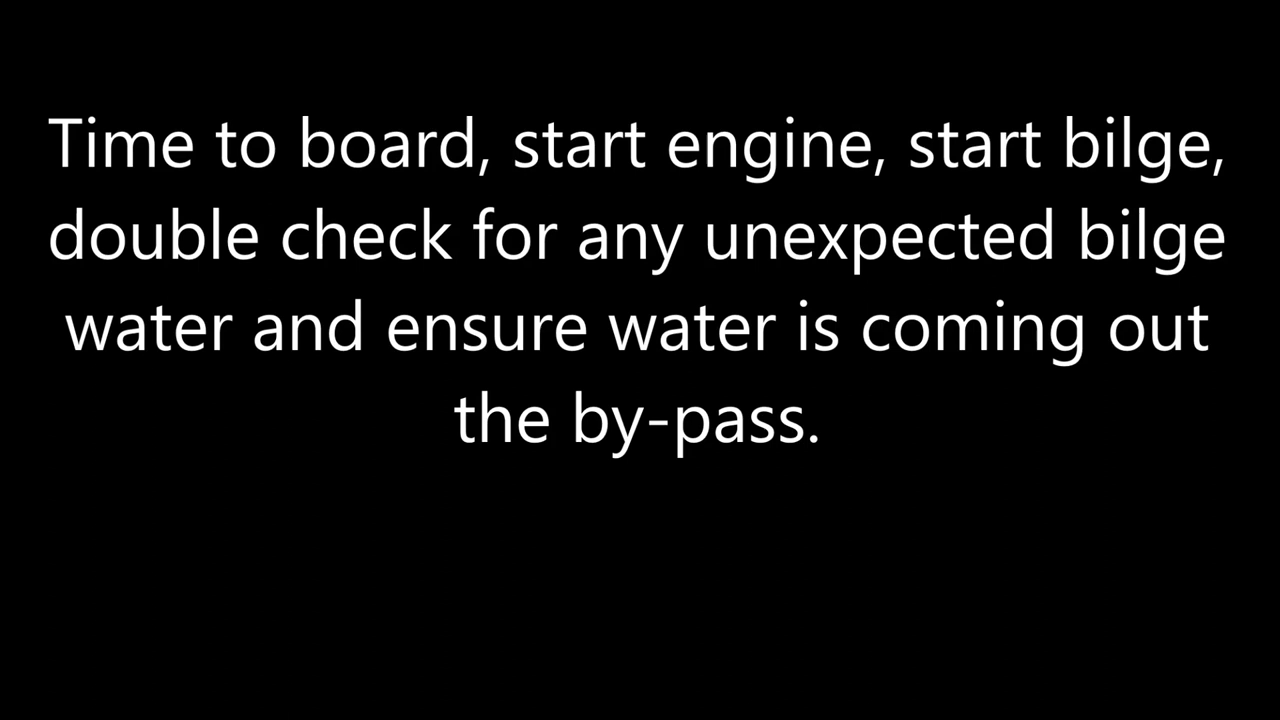 Time to board, start engine, start bilge,
double check for any unexpected bilge
water and ensure water is coming out
the by-pass.